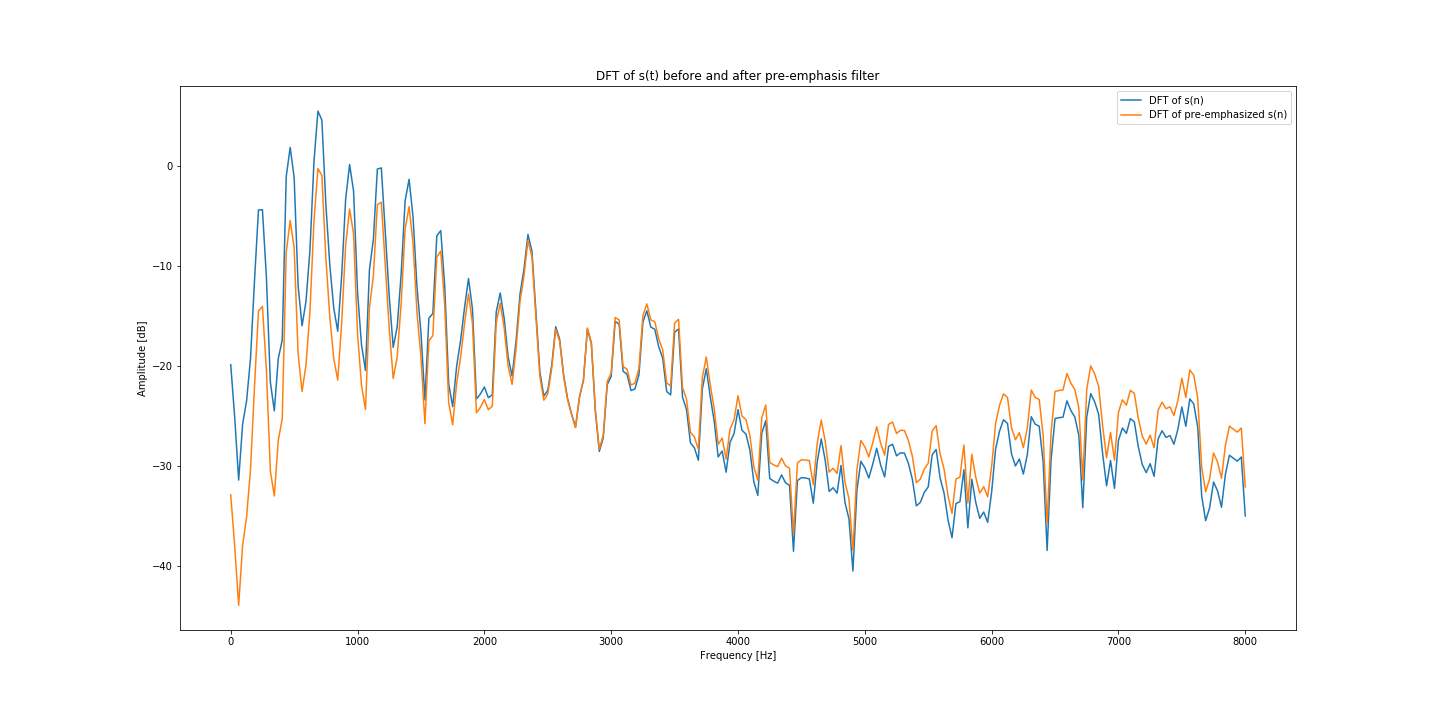 DFT of s(t) before and after pre-emphasis filter
DFT of s(n)
DFT of pre-emphasized s(n)
Amplitude [dB]
0
−10
−20
−30
−40
0 1000 2000 3000 4000 5000 6000 7000 8000
Frequency [Hz]